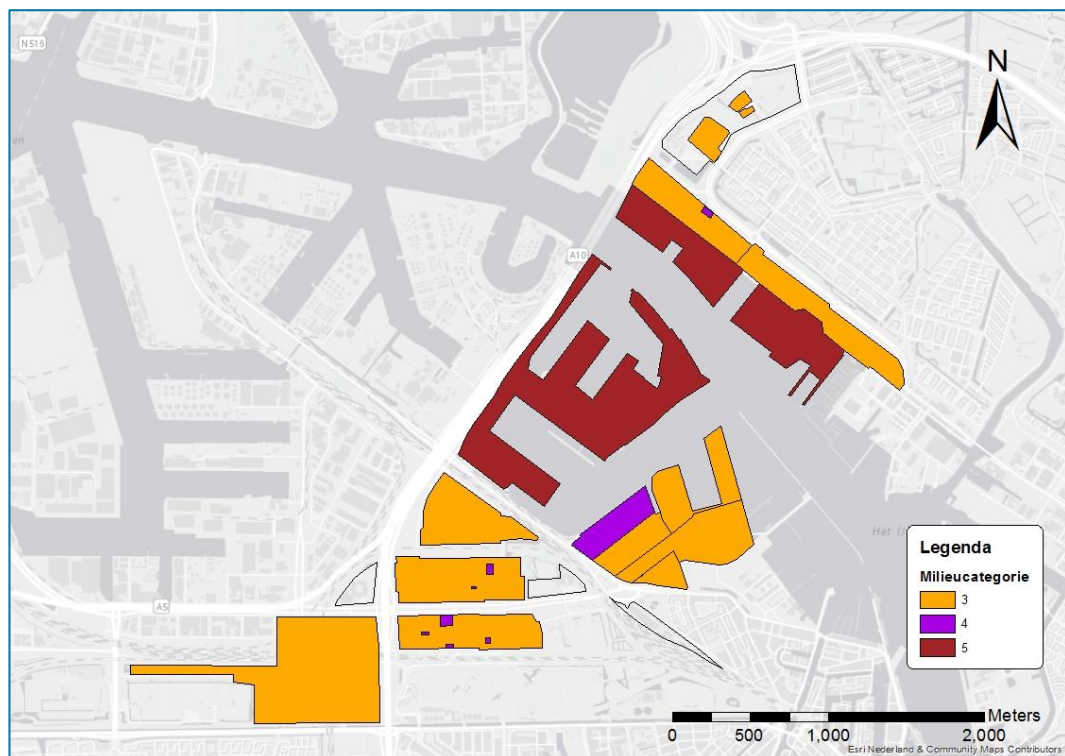 N516
N
A10
Het IJ
A5
Legenda
Milieucategorie
3
4
5
Meters
0 500 1,000 2,000
Esri Nederland & Community Maps Contributors